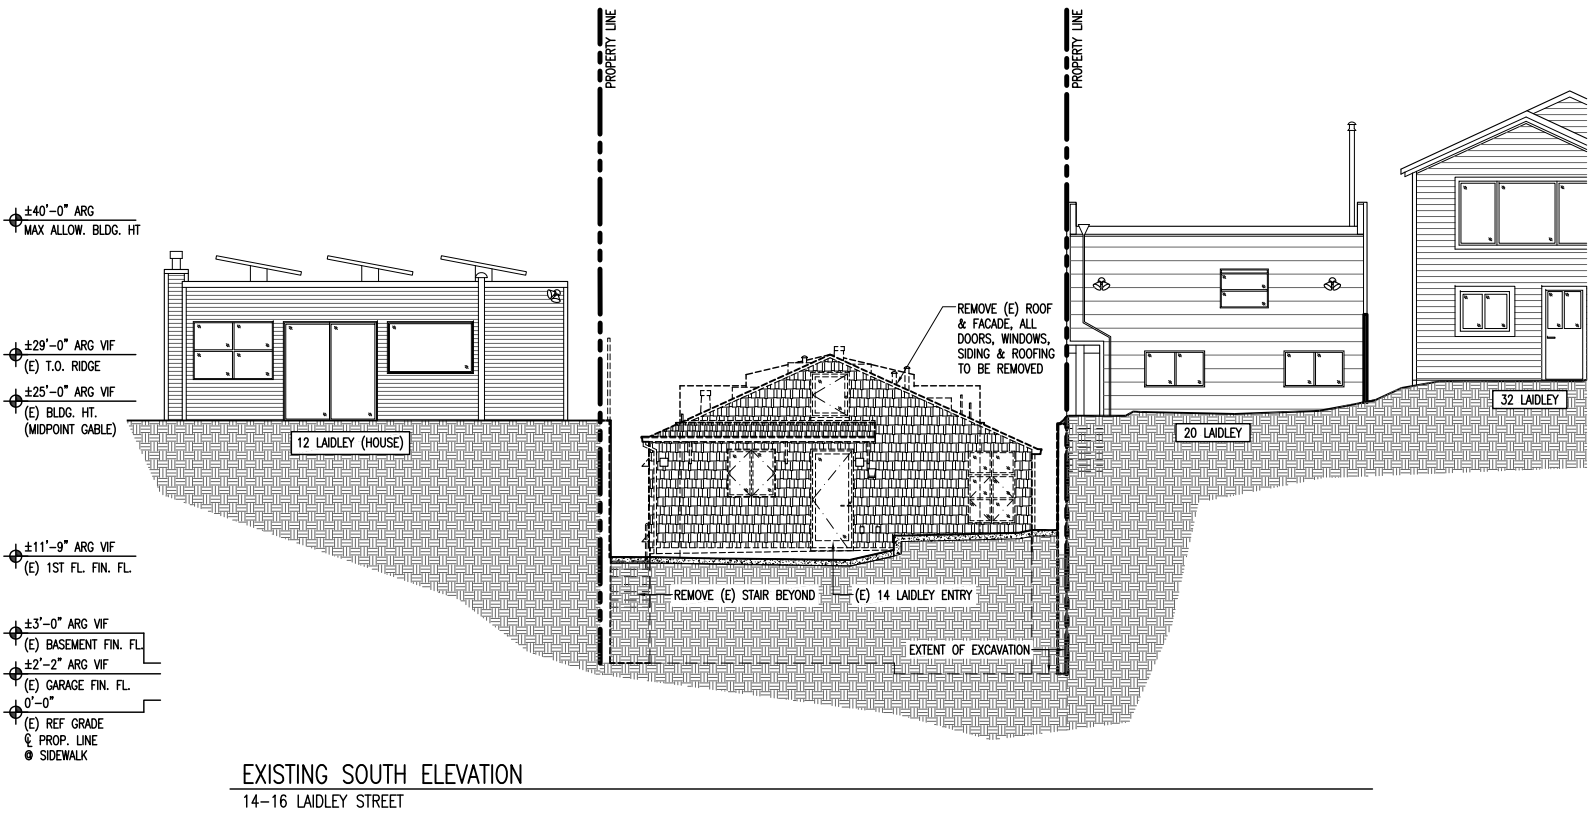 PROPERTY LINE
PROPERTY LINE
±40'-0" ARG
MAX ALLOW. BLDG. HT
±29'-0" ARG VIF
(E) T.O. RIDGE
±25'-0" ARG VIF
(E) BLDG. HT.
(MIDPOINT GABLE)
±11'-9" ARG VIF
(E) 1ST FL. FIN. FL.
±3'-0" ARG VIF
(E) BASEMENT FIN. FL.
±2'-2" ARG VIF
(E) GARAGE FIN. FL.
0'-0"
(E) REF GRADE
℄ PROP. LINE
@ SIDEWALK
12 LAIDLEY (HOUSE)
REMOVE (E) ROOF
& FACADE, ALL
DOORS, WINDOWS,
SIDING & ROOFING
TO BE REMOVED
20 LAIDLEY
32 LAIDLEY
REMOVE (E) STAIR BEYOND
(E) 14 LAIDLEY ENTRY
EXTENT OF EXCAVATION
EXISTING SOUTH ELEVATION
14-16 LAIDLEY STREET